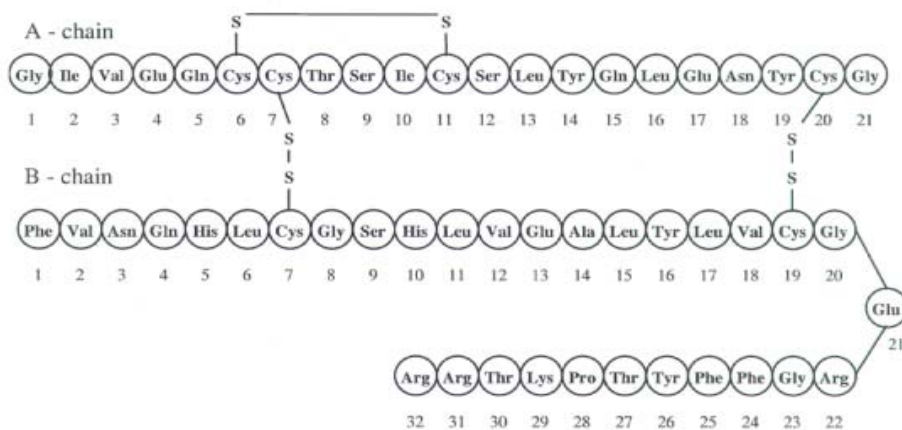 S S
A - chain
Gly Ile Val Glu Gln Cys Cys Thr Ser Ile Cys Ser Leu Tyr Gln Leu Glu Asn Tyr Cys Gly
1 2 3 4 5 6 7 8 9 10 11 12 13 14 15 16 17 18 19 20 21
S S
B - chain
S S
Phe Val Asn Gln His Leu Cys Gly Ser His Leu Val Glu Ala Leu Tyr Leu Val Cys Gly
1 2 3 4 5 6 7 8 9 10 11 12 13 14 15 16 17 18 19 20
Glu
21
Arg Arg Thr Lys Pro Thr Tyr Phe Phe Gly Arg
32 31 30 29 28 27 26 25 24 23 22